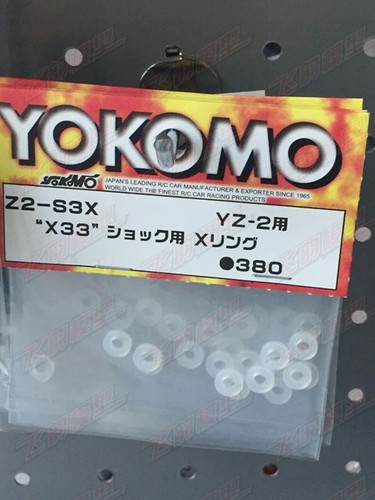 YOKOMO
YOKOMO
JAPAN'S LEADING R/C CAR MANUFACTURER & EXPORTER SINCE 1965
WORLD WIDE THE FINEST R/C CAR RACING PRODUCTS
Z2-S3X YZ-2用
"X33" ショック用 Xリング
●380